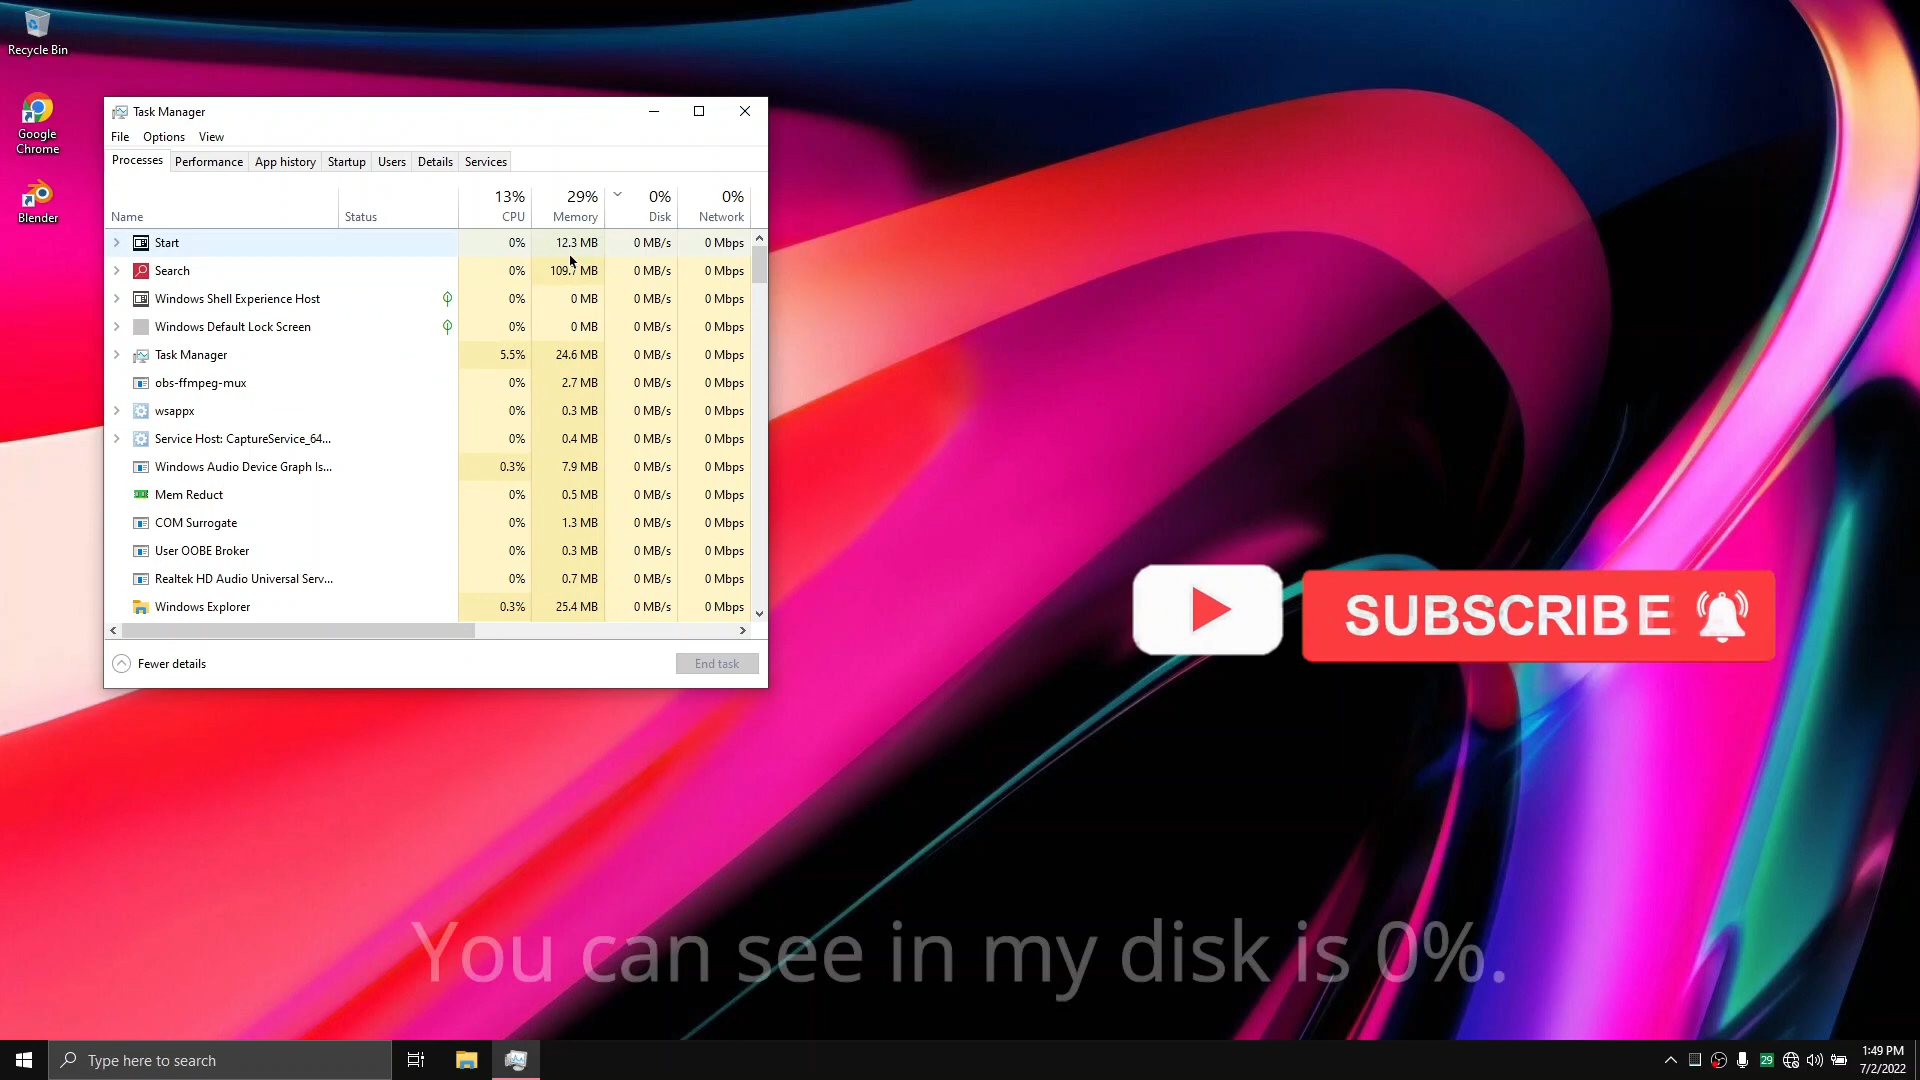 Recycle Bin
Google
Chrome
Blender
Task Manager
File Options View
Processes Performance App history Startup Users Details Services
13% 29% 0% 0%
Name Status CPU Memory Disk Network
Start 0% 12.3 MB 0 MB/s 0 Mbps
Search 0% 109.7 MB 0 MB/s 0 Mbps
Windows Shell Experience Host 0% 0 MB 0 MB/s 0 Mbps
Windows Default Lock Screen 0% 0 MB 0 MB/s 0 Mbps
Task Manager 5.5% 24.6 MB 0 MB/s 0 Mbps
obs-ffmpeg-mux 0% 2.7 MB 0 MB/s 0 Mbps
wsappx 0% 0.3 MB 0 MB/s 0 Mbps
Service Host: CaptureService_64... 0% 0.4 MB 0 MB/s 0 Mbps
Windows Audio Device Graph Is... 0.3% 7.9 MB 0 MB/s 0 Mbps
Mem Reduct 0% 0.5 MB 0 MB/s 0 Mbps
COM Surrogate 0% 1.3 MB 0 MB/s 0 Mbps
User OOBE Broker 0% 0.3 MB 0 MB/s 0 Mbps
Realtek HD Audio Universal Serv... 0% 0.7 MB 0 MB/s 0 Mbps
Windows Explorer 0.3% 25.4 MB 0 MB/s 0 Mbps
Fewer details End task
SUBSCRIBE
You can see in my disk is 0%.
Type here to search
29
1:49 PM
7/2/2022